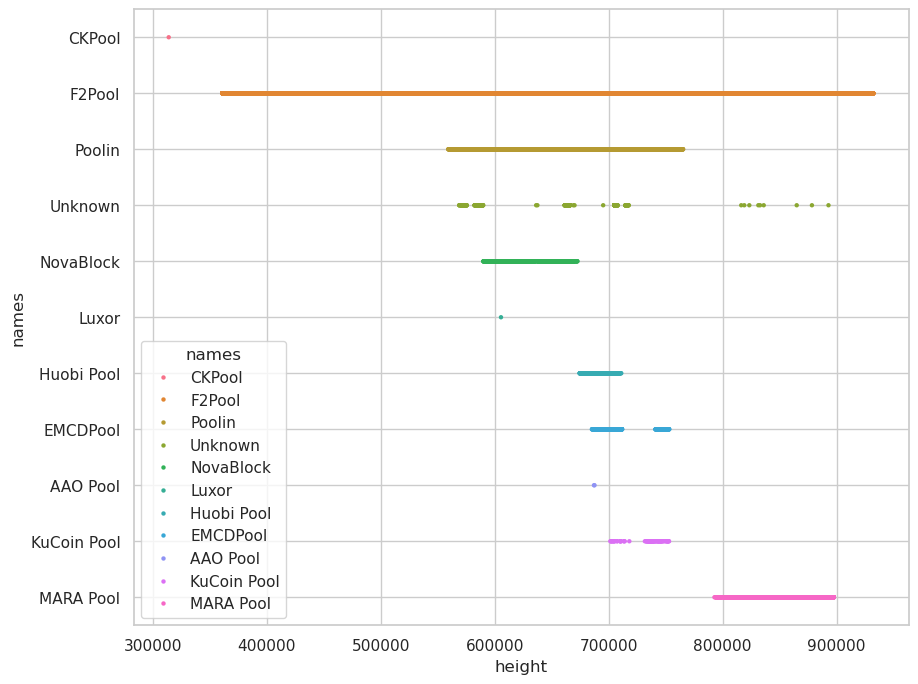 CKPool
F2Pool
Poolin
Unknown
NovaBlock
Luxor
Huobi Pool
EMCDPool
AAO Pool
KuCoin Pool
MARA Pool
names
names
CKPool
F2Pool
Poolin
Unknown
NovaBlock
Luxor
Huobi Pool
EMCDPool
AAO Pool
KuCoin Pool
MARA Pool
300000 400000 500000 600000 700000 800000 900000
height